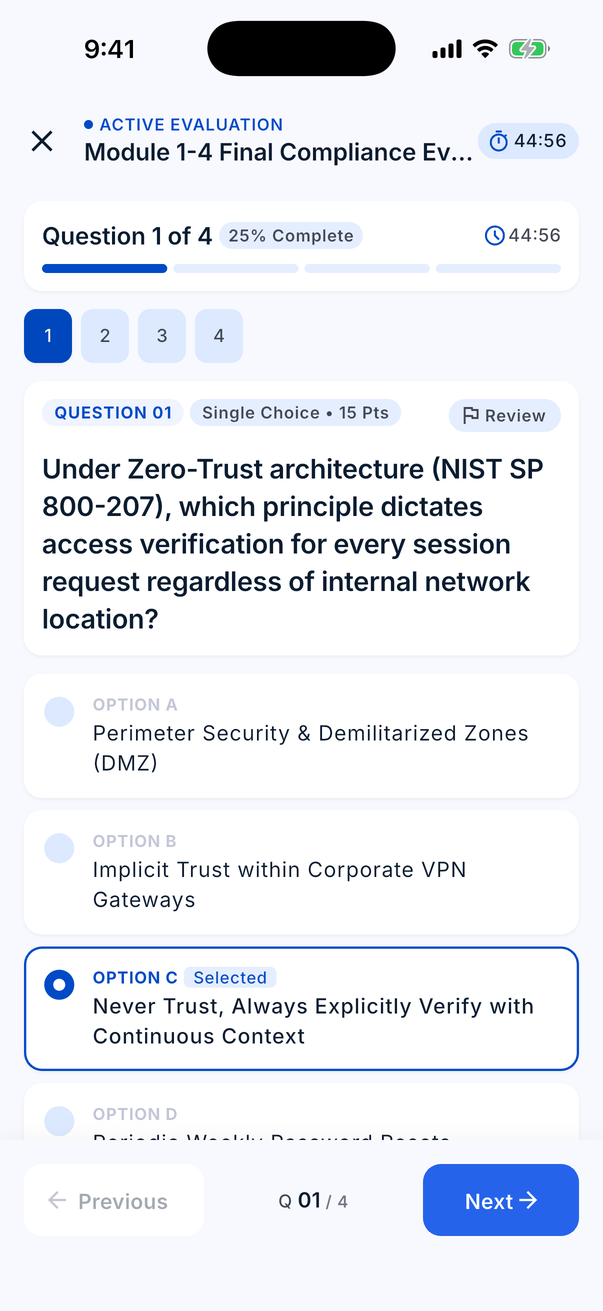 9:41
ACTIVE EVALUATION
Module 1-4 Final Compliance Ev...
44:56
Question 1 of 4
25% Complete
44:56
1
2
3
4
QUESTION 01
Single Choice • 15 Pts
Review
Under Zero-Trust architecture (NIST SP
800-207), which principle dictates
access verification for every session
request regardless of internal network
location?
OPTION A
Perimeter Security & Demilitarized Zones
(DMZ)
OPTION B
Implicit Trust within Corporate VPN
Gateways
OPTION C
Selected
Never Trust, Always Explicitly Verify with
Continuous Context
OPTION D
Periodic Weekly Password Resets
Previous
Q 01 / 4
Next